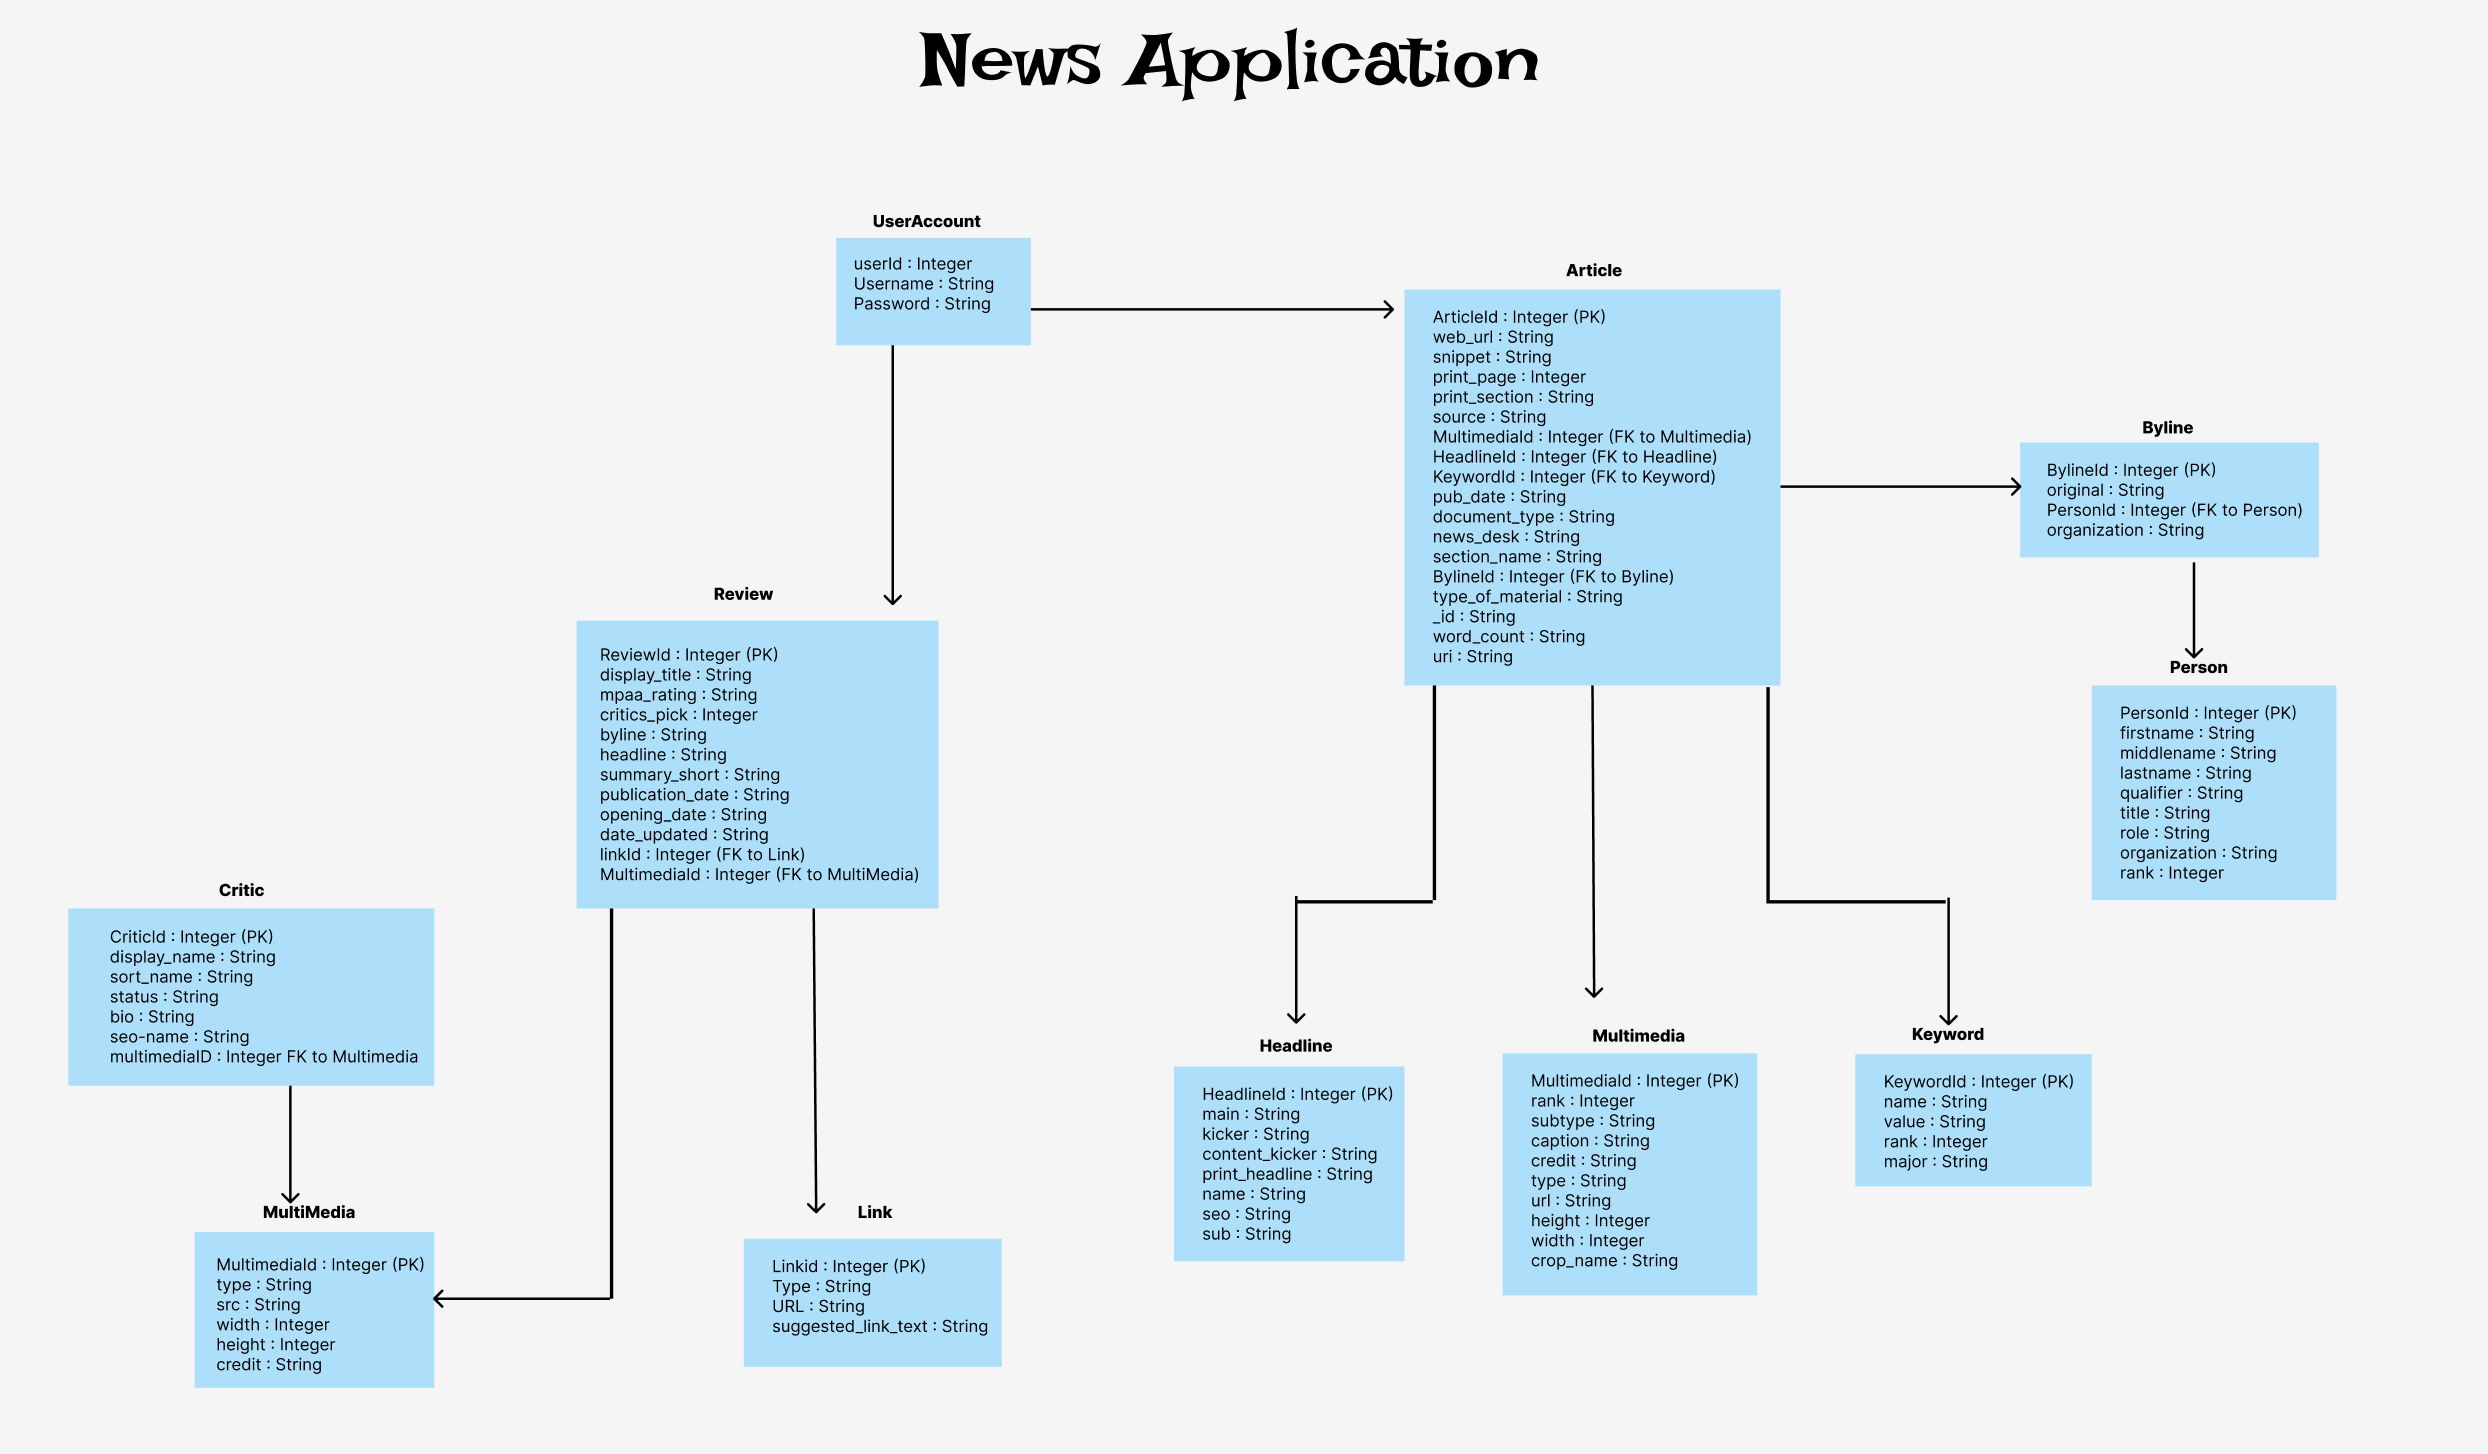 News Application
UserAccount
userId : Integer
Username : String
Password : String
Article
ArticleId : Integer (PK)
web_url : String
snippet : String
print_page : Integer
print_section : String
source : String
MultimediaId : Integer (FK to Multimedia)
HeadlineId : Integer (FK to Headline)
KeywordId : Integer (FK to Keyword)
pub_date : String
document_type : String
news_desk : String
section_name : String
BylineId : Integer (FK to Byline)
type_of_material : String
_id : String
word_count : String
uri : String
Byline
BylineId : Integer (PK)
original : String
PersonId : Integer (FK to Person)
organization : String
Person
PersonId : Integer (PK)
firstname : String
middlename : String
lastname : String
qualifier : String
title : String
role : String
organization : String
rank : Integer
Review
ReviewId : Integer (PK)
display_title : String
mpaa_rating : String
critics_pick : Integer
byline : String
headline : String
summary_short : String
publication_date : String
opening_date : String
date_updated : String
linkId : Integer (FK to Link)
MultimediaId : Integer (FK to MultiMedia)
Critic
CriticId : Integer (PK)
display_name : String
sort_name : String
status : String
bio : String
seo-name : String
multimediaID : Integer FK to Multimedia
MultiMedia
MultimediaId : Integer (PK)
type : String
src : String
width : Integer
height : Integer
credit : String
Link
Linkid : Integer (PK)
Type : String
URL : String
suggested_link_text : String
Headline
HeadlineId : Integer (PK)
main : String
kicker : String
content_kicker : String
print_headline : String
name : String
seo : String
sub : String
Multimedia
MultimediaId : Integer (PK)
rank : Integer
subtype : String
caption : String
credit : String
type : String
url : String
height : Integer
width : Integer
crop_name : String
Keyword
KeywordId : Integer (PK)
name : String
value : String
rank : Integer
major : String